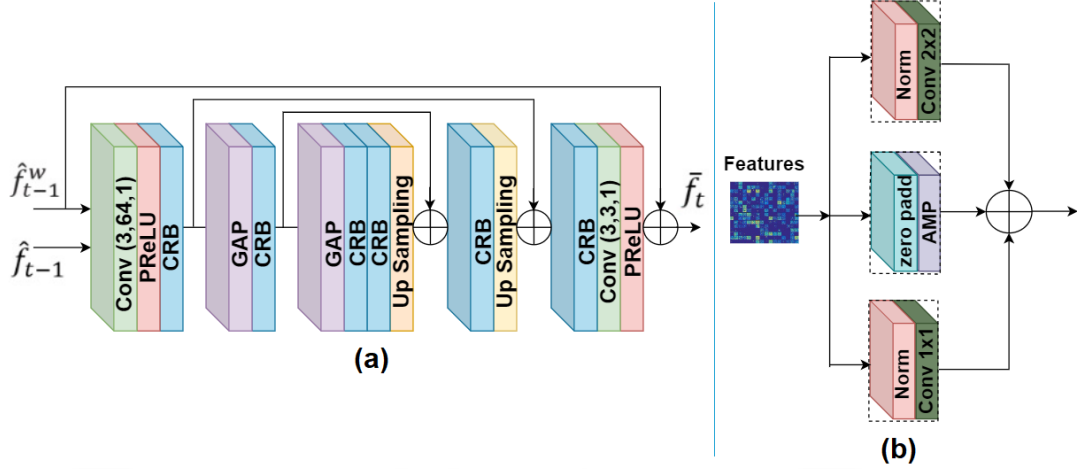 f̂ʷₜ₋₁
f̂ₜ₋₁
Conv (3,64,1)
PReLU
CRB
GAP
CRB
GAP
CRB
CRB
Up Sampling
CRB
Up Sampling
CRB
Conv (3,3,1)
PReLU
f̄ₜ
(a)
Features
Norm
Conv 2x2
zero padd
AMP
Norm
Conv 1x1
(b)